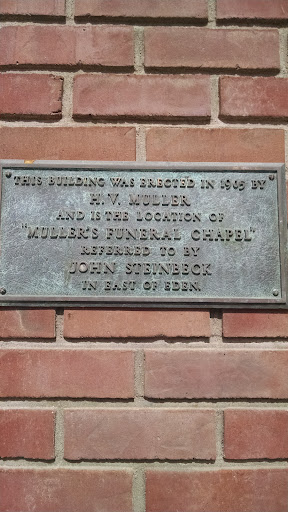 THIS BUILDING WAS ERECTED IN 1905 BY
H. V. MULLER
AND IS THE LOCATION OF
"MULLER'S FUNERAL CHAPEL"
REFERRED TO BY
JOHN STEINBECK
IN EAST OF EDEN.